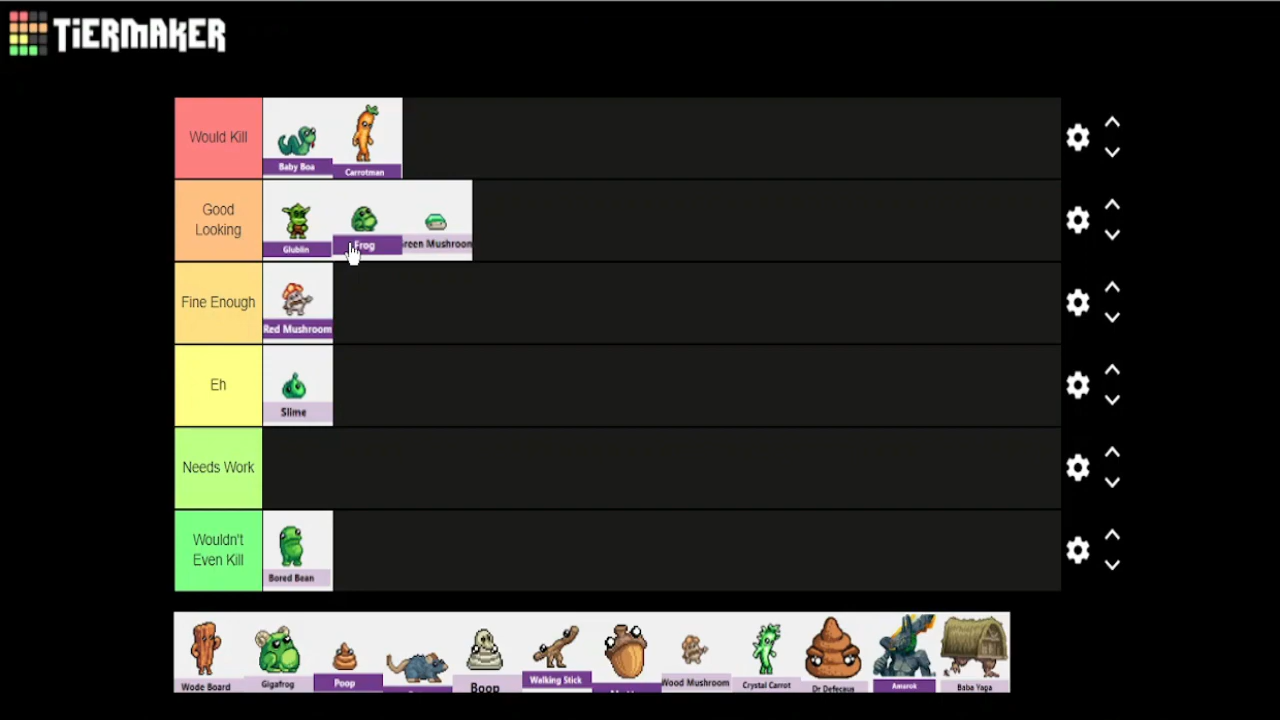 TiERMAKER
Would Kill
Baby Boa
Carrotman
Good
Looking
Glublin
Frog
Green Mushroom
Fine Enough
Red Mushroom
Eh
Slime
Needs Work
Wouldn't
Even Kill
Bored Bean
Wode Board
Gigafrog
Poop
Boop
Walking Stick
Wood Mushroom
Crystal Carrot
Dr Defecaus
Amarok
Baba Yaga